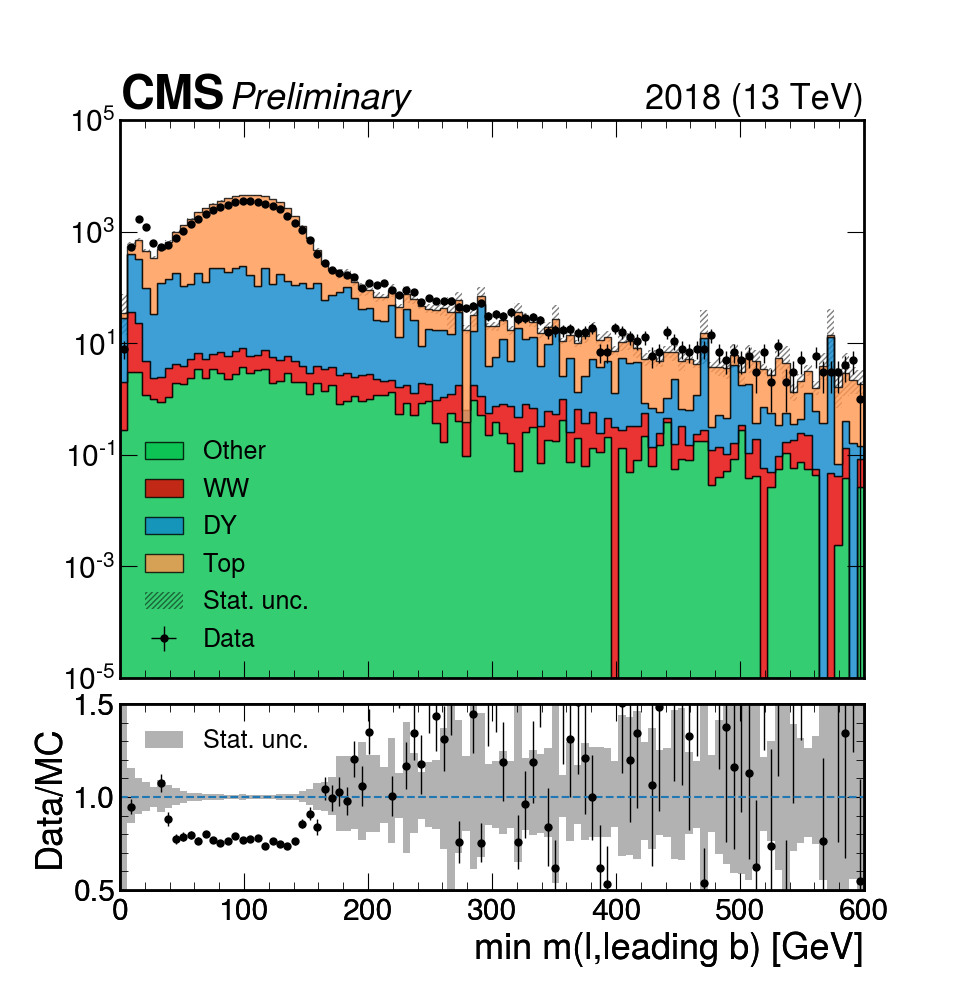 CMS Preliminary 2018 (13 TeV)
10^5
10^3
10^1
10^-1
10^-3
10^-5
Other
WW
DY
Top
Stat. unc.
Data
1.5
1.0
0.5
Data/MC
Stat. unc.
0 100 200 300 400 500 600
min m(l,leading b) [GeV]